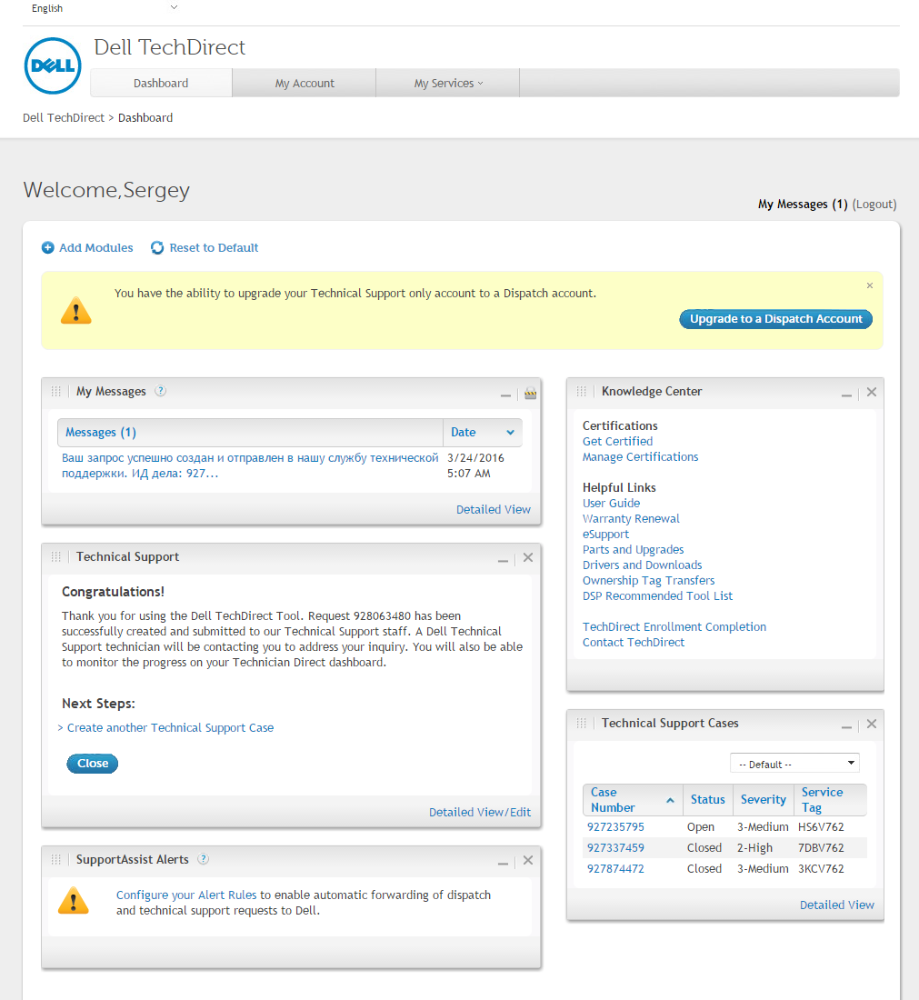 English
DELL
Dell TechDirect
Dashboard
My Account
My Services
Dell TechDirect > Dashboard
Welcome,Sergey
My Messages (1) (Logout)
Add Modules
Reset to Default
You have the ability to upgrade your Technical Support only account to a Dispatch account.
Upgrade to a Dispatch Account
My Messages
Messages (1)
Date
Ваш запрос успешно создан и отправлен в нашу службу технической
поддержки. ИД дела: 927...
3/24/2016
5:07 AM
Detailed View
Technical Support
Congratulations!
Thank you for using the Dell TechDirect Tool. Request 928063480 has been
successfully created and submitted to our Technical Support staff. A Dell Technical
Support technician will be contacting you to address your inquiry. You will also be able
to monitor the progress on your Technician Direct dashboard.
Next Steps:
> Create another Technical Support Case
Close
Detailed View/Edit
SupportAssist Alerts
Configure your Alert Rules to enable automatic forwarding of dispatch
and technical support requests to Dell.
Knowledge Center
Certifications
Get Certified
Manage Certifications
Helpful Links
User Guide
Warranty Renewal
eSupport
Parts and Upgrades
Drivers and Downloads
Ownership Tag Transfers
DSP Recommended Tool List
TechDirect Enrollment Completion
Contact TechDirect
Technical Support Cases
-- Default --
Case
Number
Status
Severity
Service
Tag
927235795 Open 3-Medium HS6V762
927337459 Closed 2-High 7DBV762
927874472 Closed 3-Medium 3KCV762
Detailed View